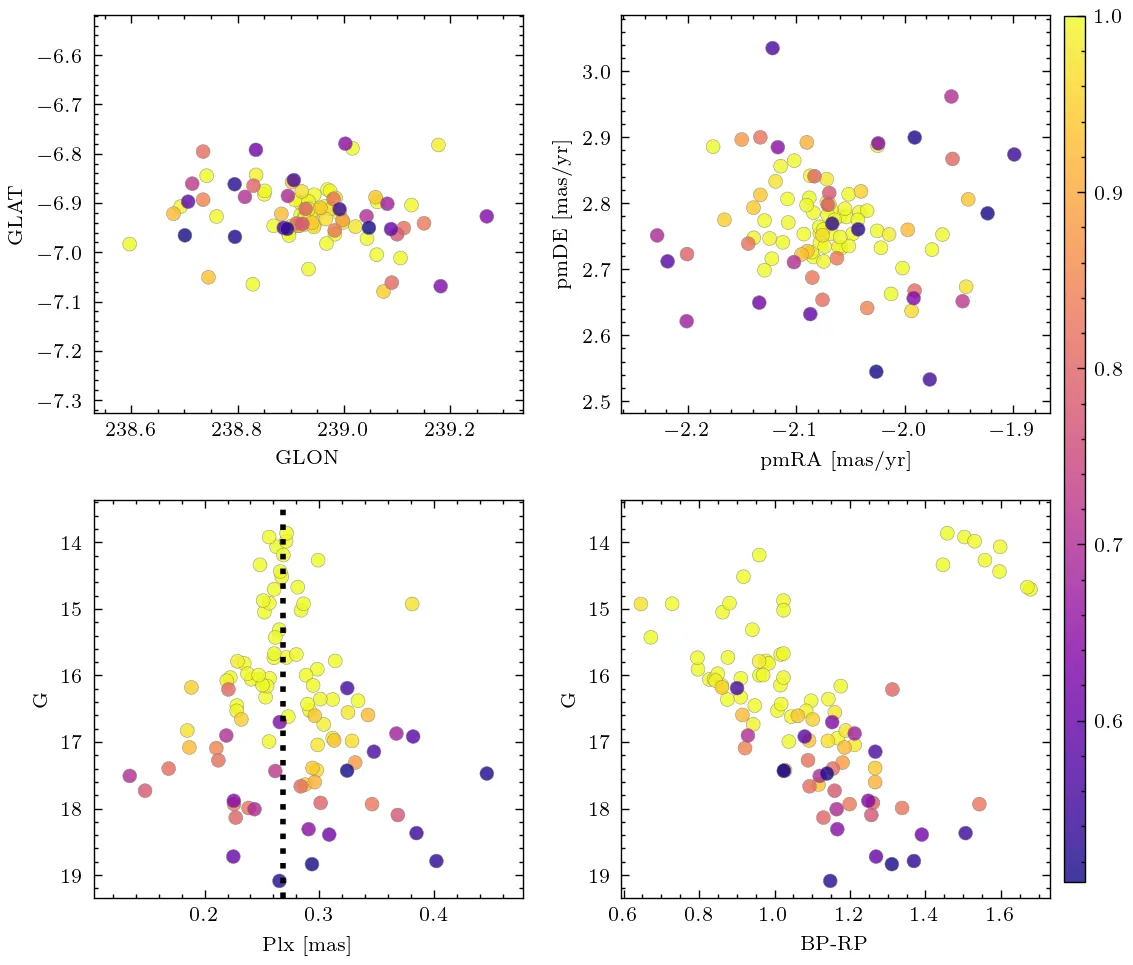 −6.6
−6.7
−6.8
−6.9
−7.0
−7.1
−7.2
−7.3
GLAT
238.6 238.8 239.0 239.2
GLON
3.0
2.9
2.8
2.7
2.6
2.5
pmDE [mas/yr]
−2.2 −2.1 −2.0 −1.9
pmRA [mas/yr]
1.0
0.9
0.8
0.7
0.6
14
15
16
17
18
19
G
0.2 0.3 0.4
Plx [mas]
14
15
16
17
18
19
G
0.6 0.8 1.0 1.2 1.4 1.6
BP-RP